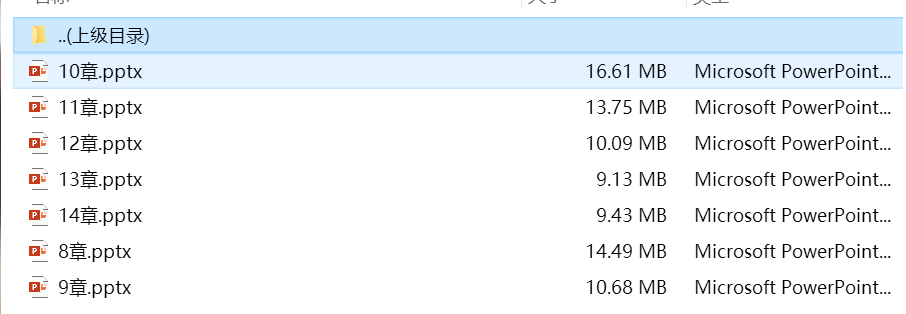 ..(上级目录)
10章.pptx 16.61 MB Microsoft PowerPoint...
11章.pptx 13.75 MB Microsoft PowerPoint...
12章.pptx 10.09 MB Microsoft PowerPoint...
13章.pptx 9.13 MB Microsoft PowerPoint...
14章.pptx 9.43 MB Microsoft PowerPoint...
8章.pptx 14.49 MB Microsoft PowerPoint...
9章.pptx 10.68 MB Microsoft PowerPoint...